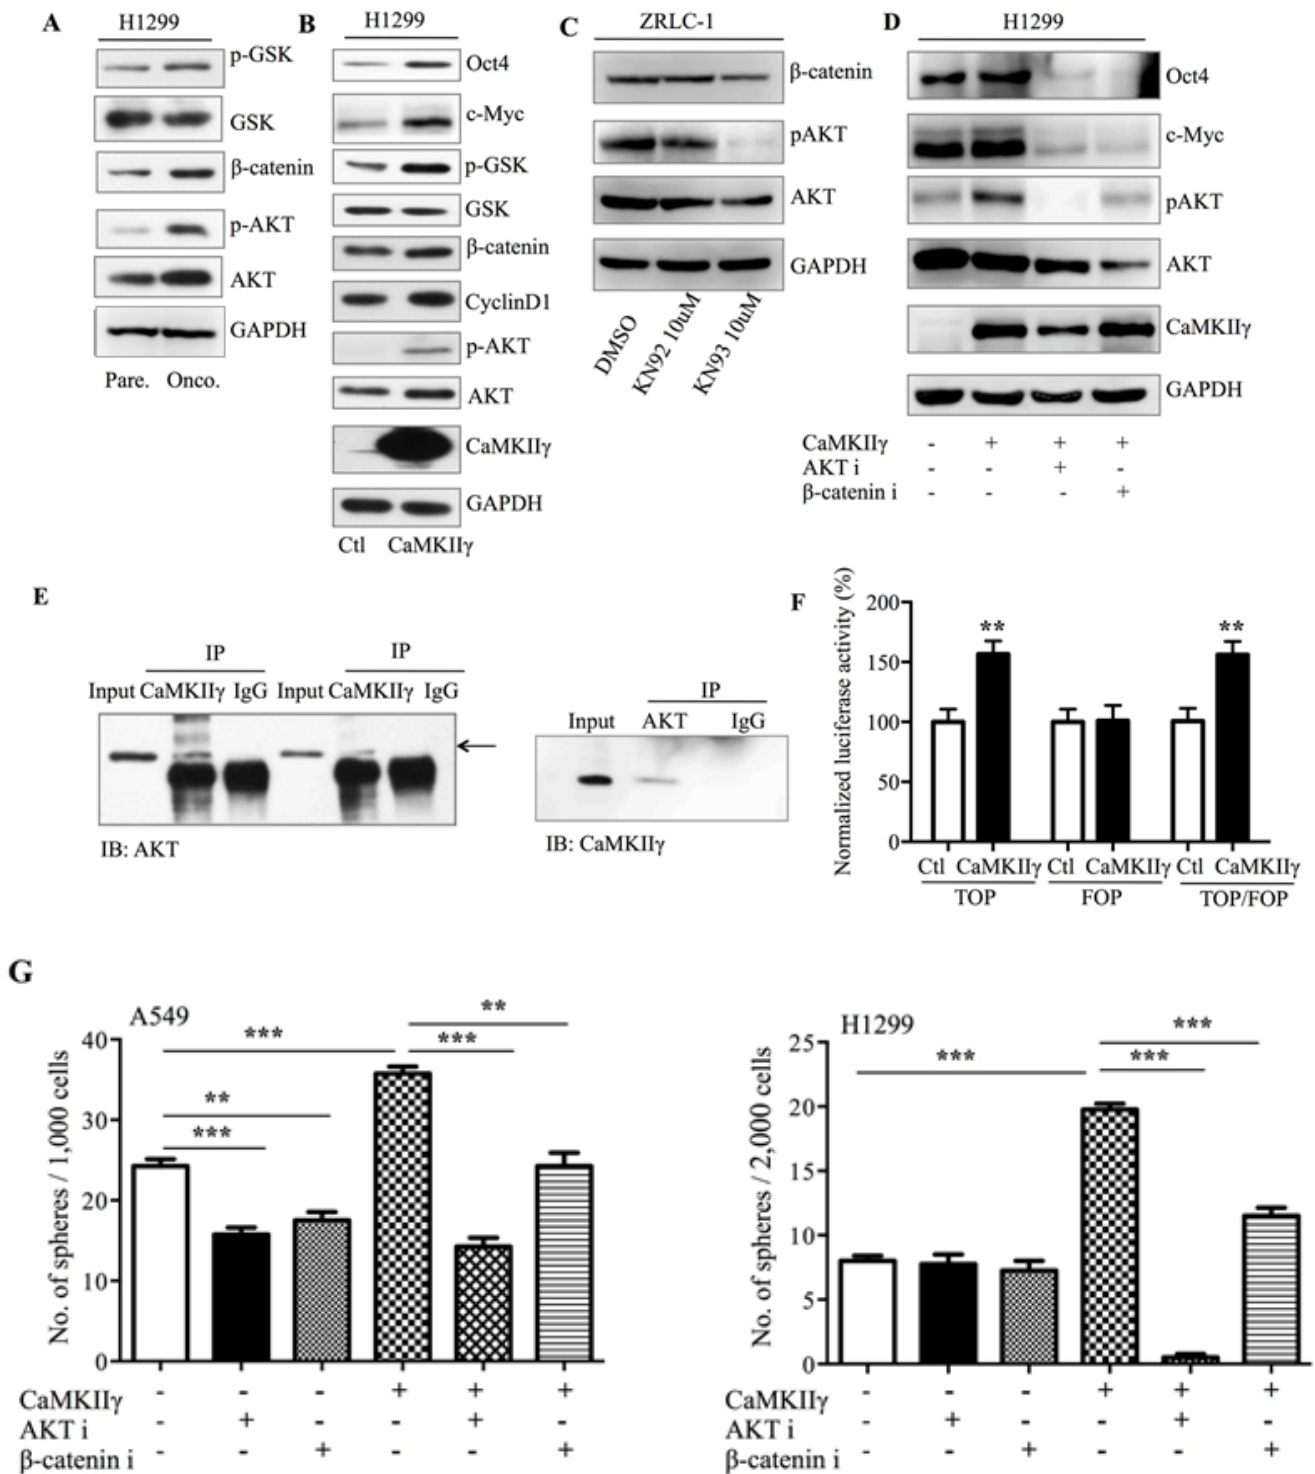 A
H1299
p-GSK
GSK
β-catenin
p-AKT
AKT
GAPDH
Pare. Onco.
B
H1299
Oct4
c-Myc
p-GSK
GSK
β-catenin
CyclinD1
p-AKT
AKT
CaMKIIγ
GAPDH
Ctl CaMKIIγ
C
ZRLC-1
β-catenin
pAKT
AKT
GAPDH
DMSO
KN92 10uM
KN93 10uM
D
H1299
Oct4
c-Myc
pAKT
AKT
CaMKIIγ
GAPDH
CaMKIIγ - + + +
AKT i - - + -
β-catenin i - - - +
E
IP IP
Input CaMKIIγ IgG Input CaMKIIγ IgG
IB: AKT
IP
Input AKT IgG
IB: CaMKIIγ
F
Normalized luciferase activity (%)
200
150
100
50
0
** **
Ctl CaMKIIγ Ctl CaMKIIγ Ctl CaMKIIγ
TOP FOP TOP/FOP
G
A549
No. of spheres / 1,000 cells
40
30
20
10
0
**
*** ***
**
***
CaMKIIγ - - - + + +
AKT i - + - - + -
β-catenin i - - + - - +
H1299
No. of spheres / 2,000 cells
25
20
15
10
5
0
***
*** ***
CaMKIIγ - - - + + +
AKT i - + - - + -
β-catenin i - - + - - +